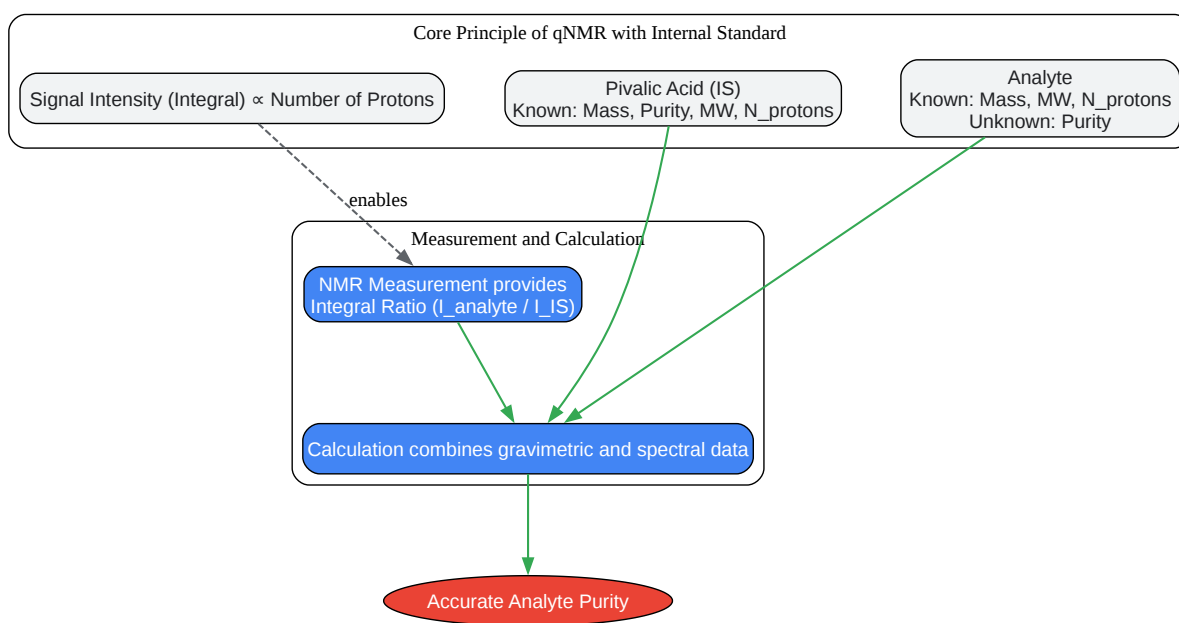 Core Principle of qNMR with Internal Standard
Signal Intensity (Integral) ∝ Number of Protons
Pivalic Acid (IS)
Known: Mass, Purity, MW, N_protons
Analyte
Known: Mass, MW, N_protons
Unknown: Purity
enables
Measurement and Calculation
NMR Measurement provides
Integral Ratio (I_analyte / I_IS)
Calculation combines gravimetric and spectral data
Accurate Analyte Purity